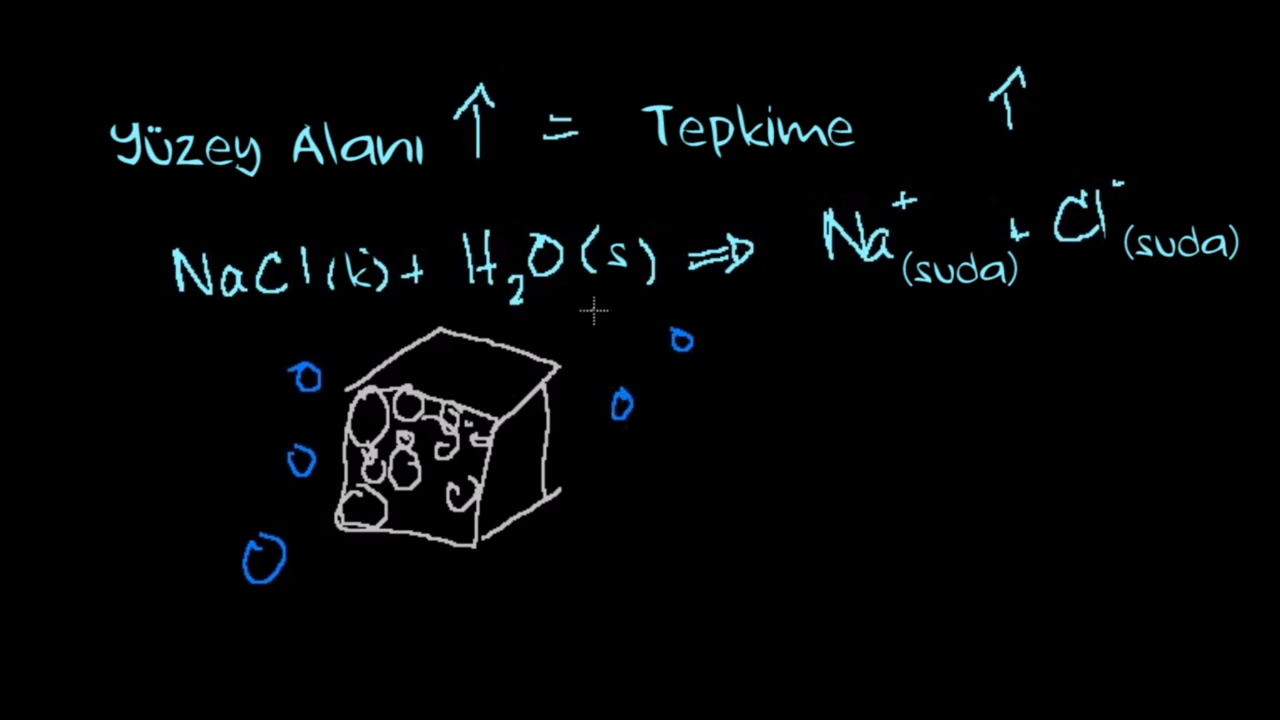 Yüzey Alanı ↑ = Tepkime ↑
NaCl(k) + H₂O(s) ⇒ Na⁺(suda) + Cl⁻(suda)